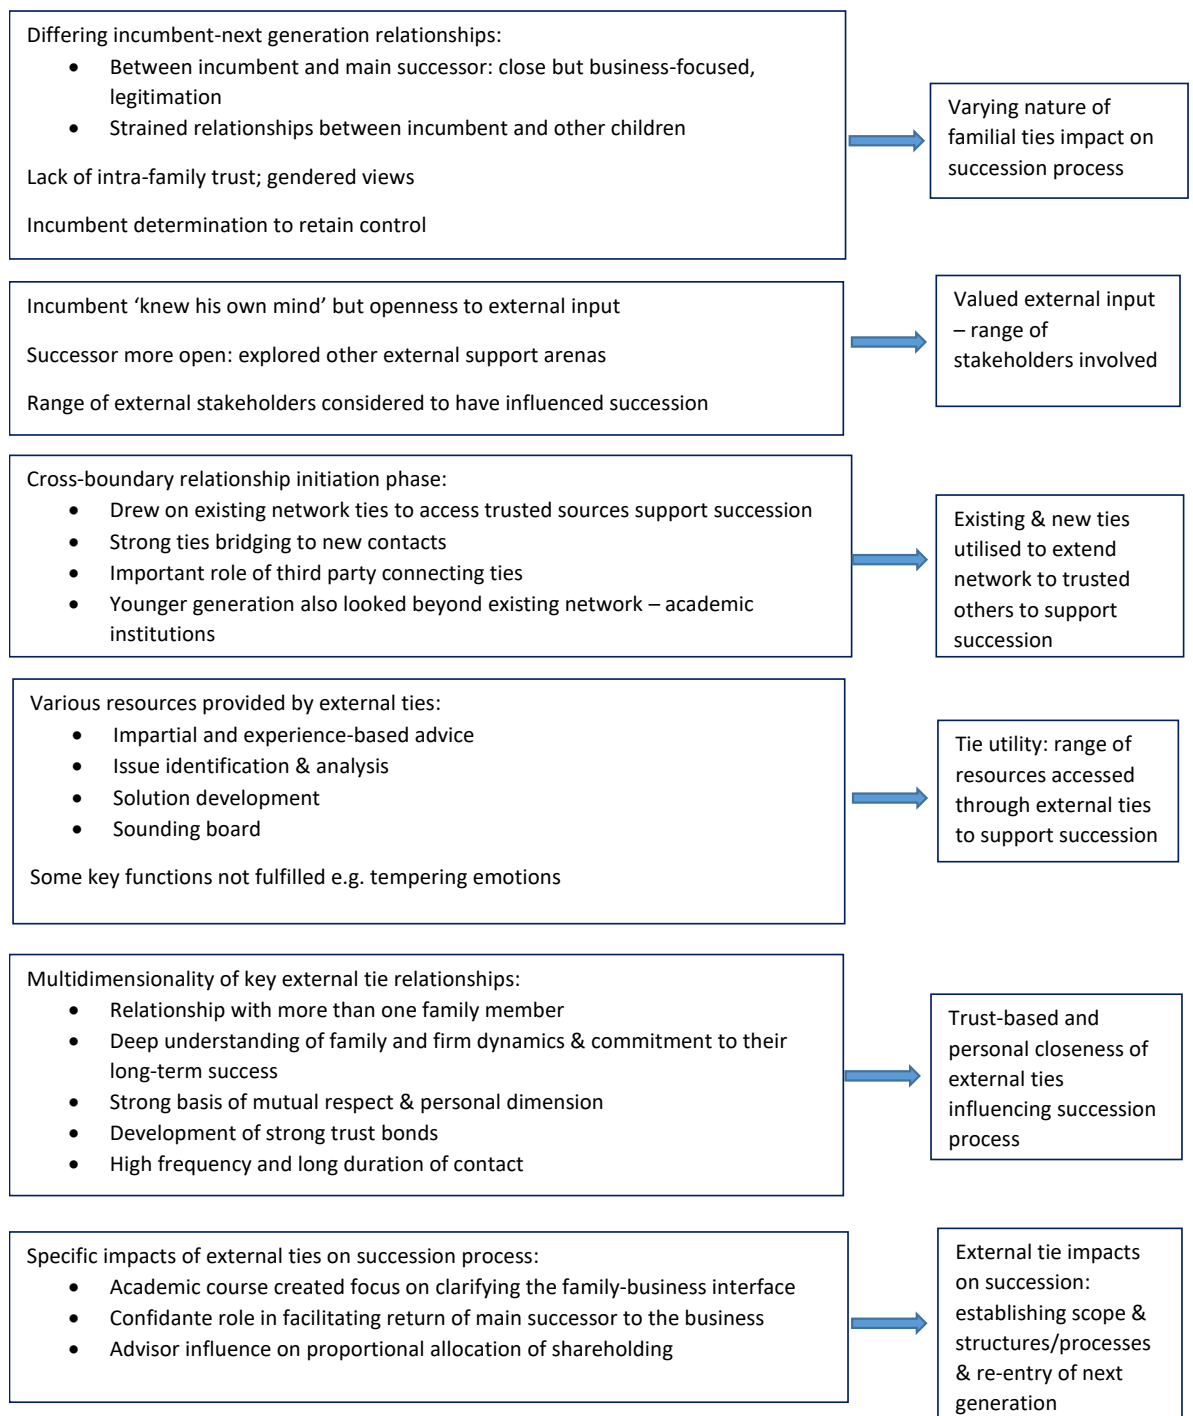 Differing incumbent-next generation relationships:
• Between incumbent and main successor: close but business-focused,
legitimation
• Strained relationships between incumbent and other children
Lack of intra-family trust; gendered views
Incumbent determination to retain control
Varying nature of
familial ties impact on
succession process
Incumbent ‘knew his own mind’ but openness to external input
Successor more open: explored other external support arenas
Range of external stakeholders considered to have influenced succession
Valued external input
– range of
stakeholders involved
Cross-boundary relationship initiation phase:
• Drew on existing network ties to access trusted sources support succession
• Strong ties bridging to new contacts
• Important role of third party connecting ties
• Younger generation also looked beyond existing network – academic
institutions
Existing & new ties
utilised to extend
network to trusted
others to support
succession
Various resources provided by external ties:
• Impartial and experience-based advice
• Issue identification & analysis
• Solution development
• Sounding board
Some key functions not fulfilled e.g. tempering emotions
Tie utility: range of
resources accessed
through external ties
to support succession
Multidimensionality of key external tie relationships:
• Relationship with more than one family member
• Deep understanding of family and firm dynamics & commitment to their
long-term success
• Strong basis of mutual respect & personal dimension
• Development of strong trust bonds
• High frequency and long duration of contact
Trust-based and
personal closeness of
external ties
influencing succession
process
Specific impacts of external ties on succession process:
• Academic course created focus on clarifying the family-business interface
• Confidante role in facilitating return of main successor to the business
• Advisor influence on proportional allocation of shareholding
External tie impacts
on succession:
establishing scope &
structures/processes
& re-entry of next
generation